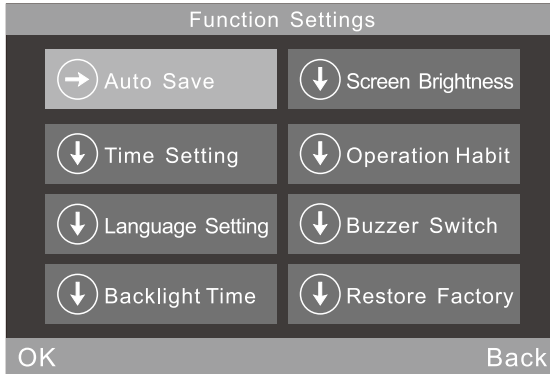 Function Settings
Auto Save
Screen Brightness
Time Setting
Operation Habit
Language Setting
Buzzer Switch
Backlight Time
Restore Factory
OK
Back